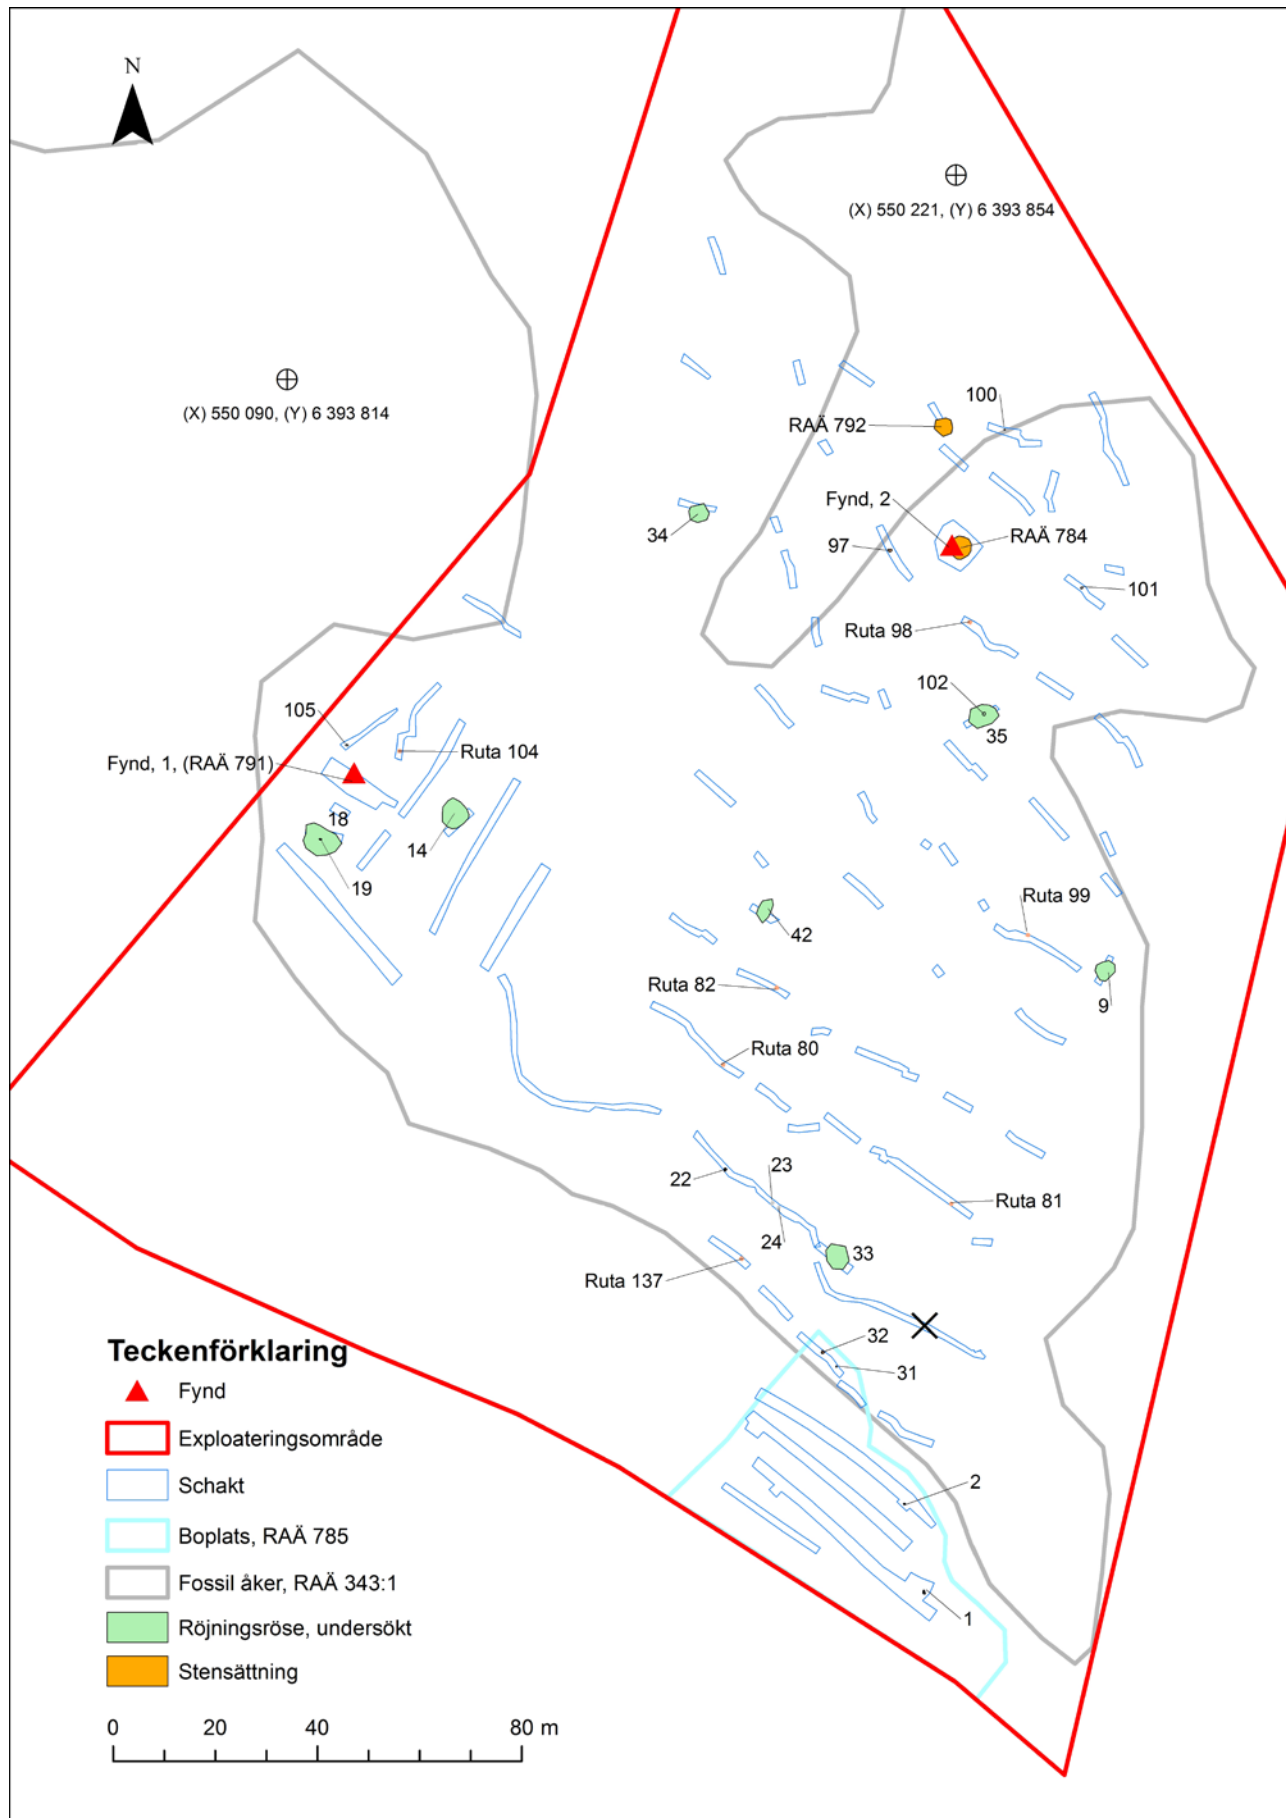 N
(X) 550 221, (Y) 6 393 854
(X) 550 090, (Y) 6 393 814
100
RAÄ 792
Fynd, 2
34
97
RAÄ 784
101
Ruta 98
102
105
35
Ruta 104
Fynd, 1, (RAÄ 791)
18
14
19
Ruta 99
42
Ruta 82
9
Ruta 80
23
22
Ruta 81
24
33
Ruta 137
32
31
2
1
Teckenförklaring
Fynd
Exploateringsområde
Schakt
Boplats, RAÄ 785
Fossil åker, RAÄ 343:1
Röjningsröse, undersökt
Stensättning
0 20 40 80 m